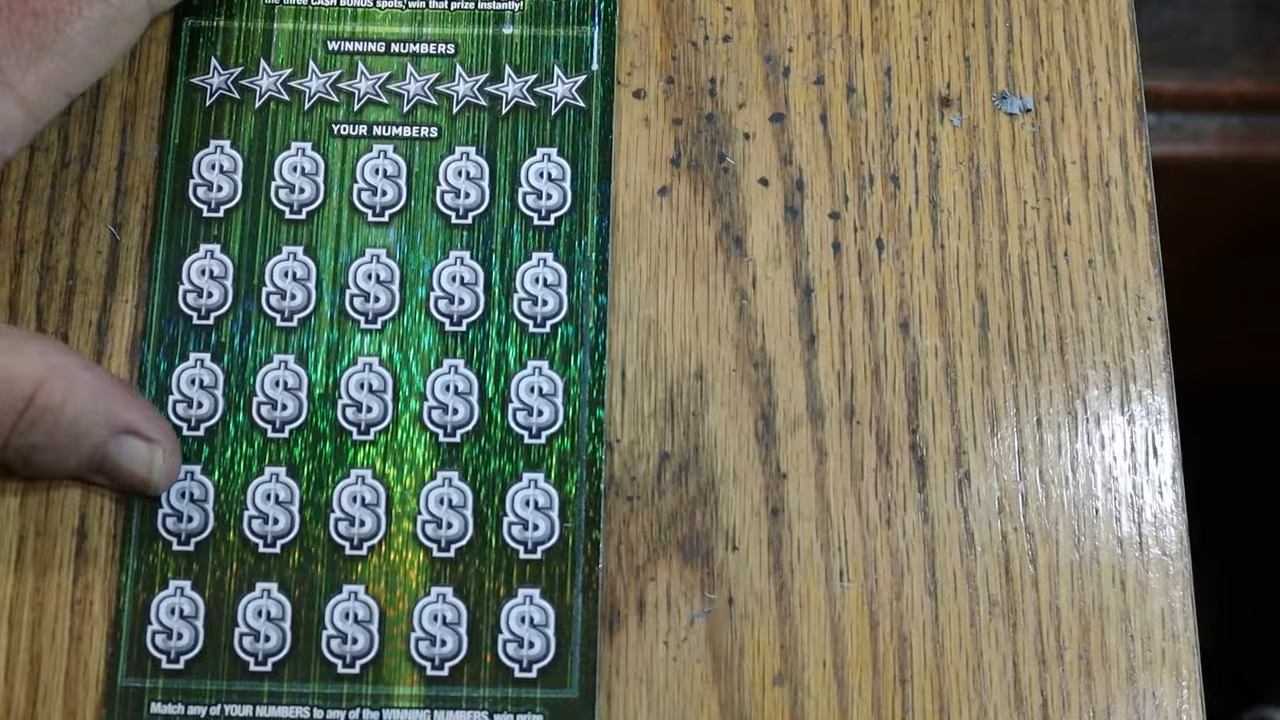 the three CA$H BONUS spots, win that prize instantly!
WINNING NUMBERS
YOUR NUMBERS
$ $ $ $ $
$ $ $ $ $
$ $ $ $ $
$ $ $ $ $
$ $ $ $ $
Match any of YOUR NUMBERS to any of the WINNING NUMBERS, win prize